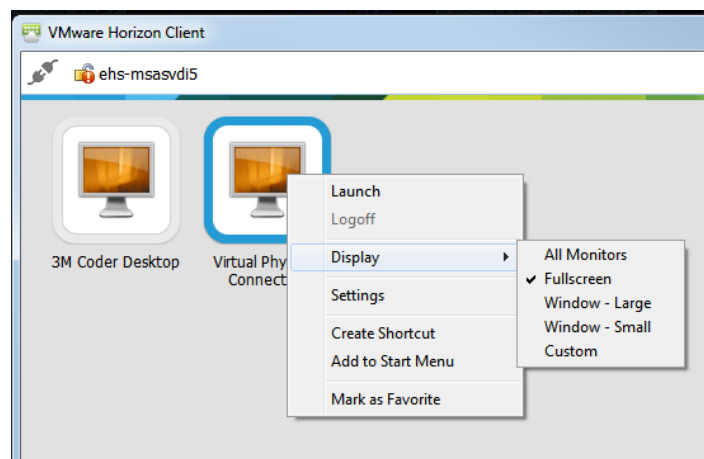 VMware Horizon Client
ehs-msasvdi5
3M Coder Desktop
Virtual Phy
Connect
Launch
Logoff
Display
Settings
Create Shortcut
Add to Start Menu
Mark as Favorite
All Monitors
Fullscreen
Window - Large
Window - Small
Custom